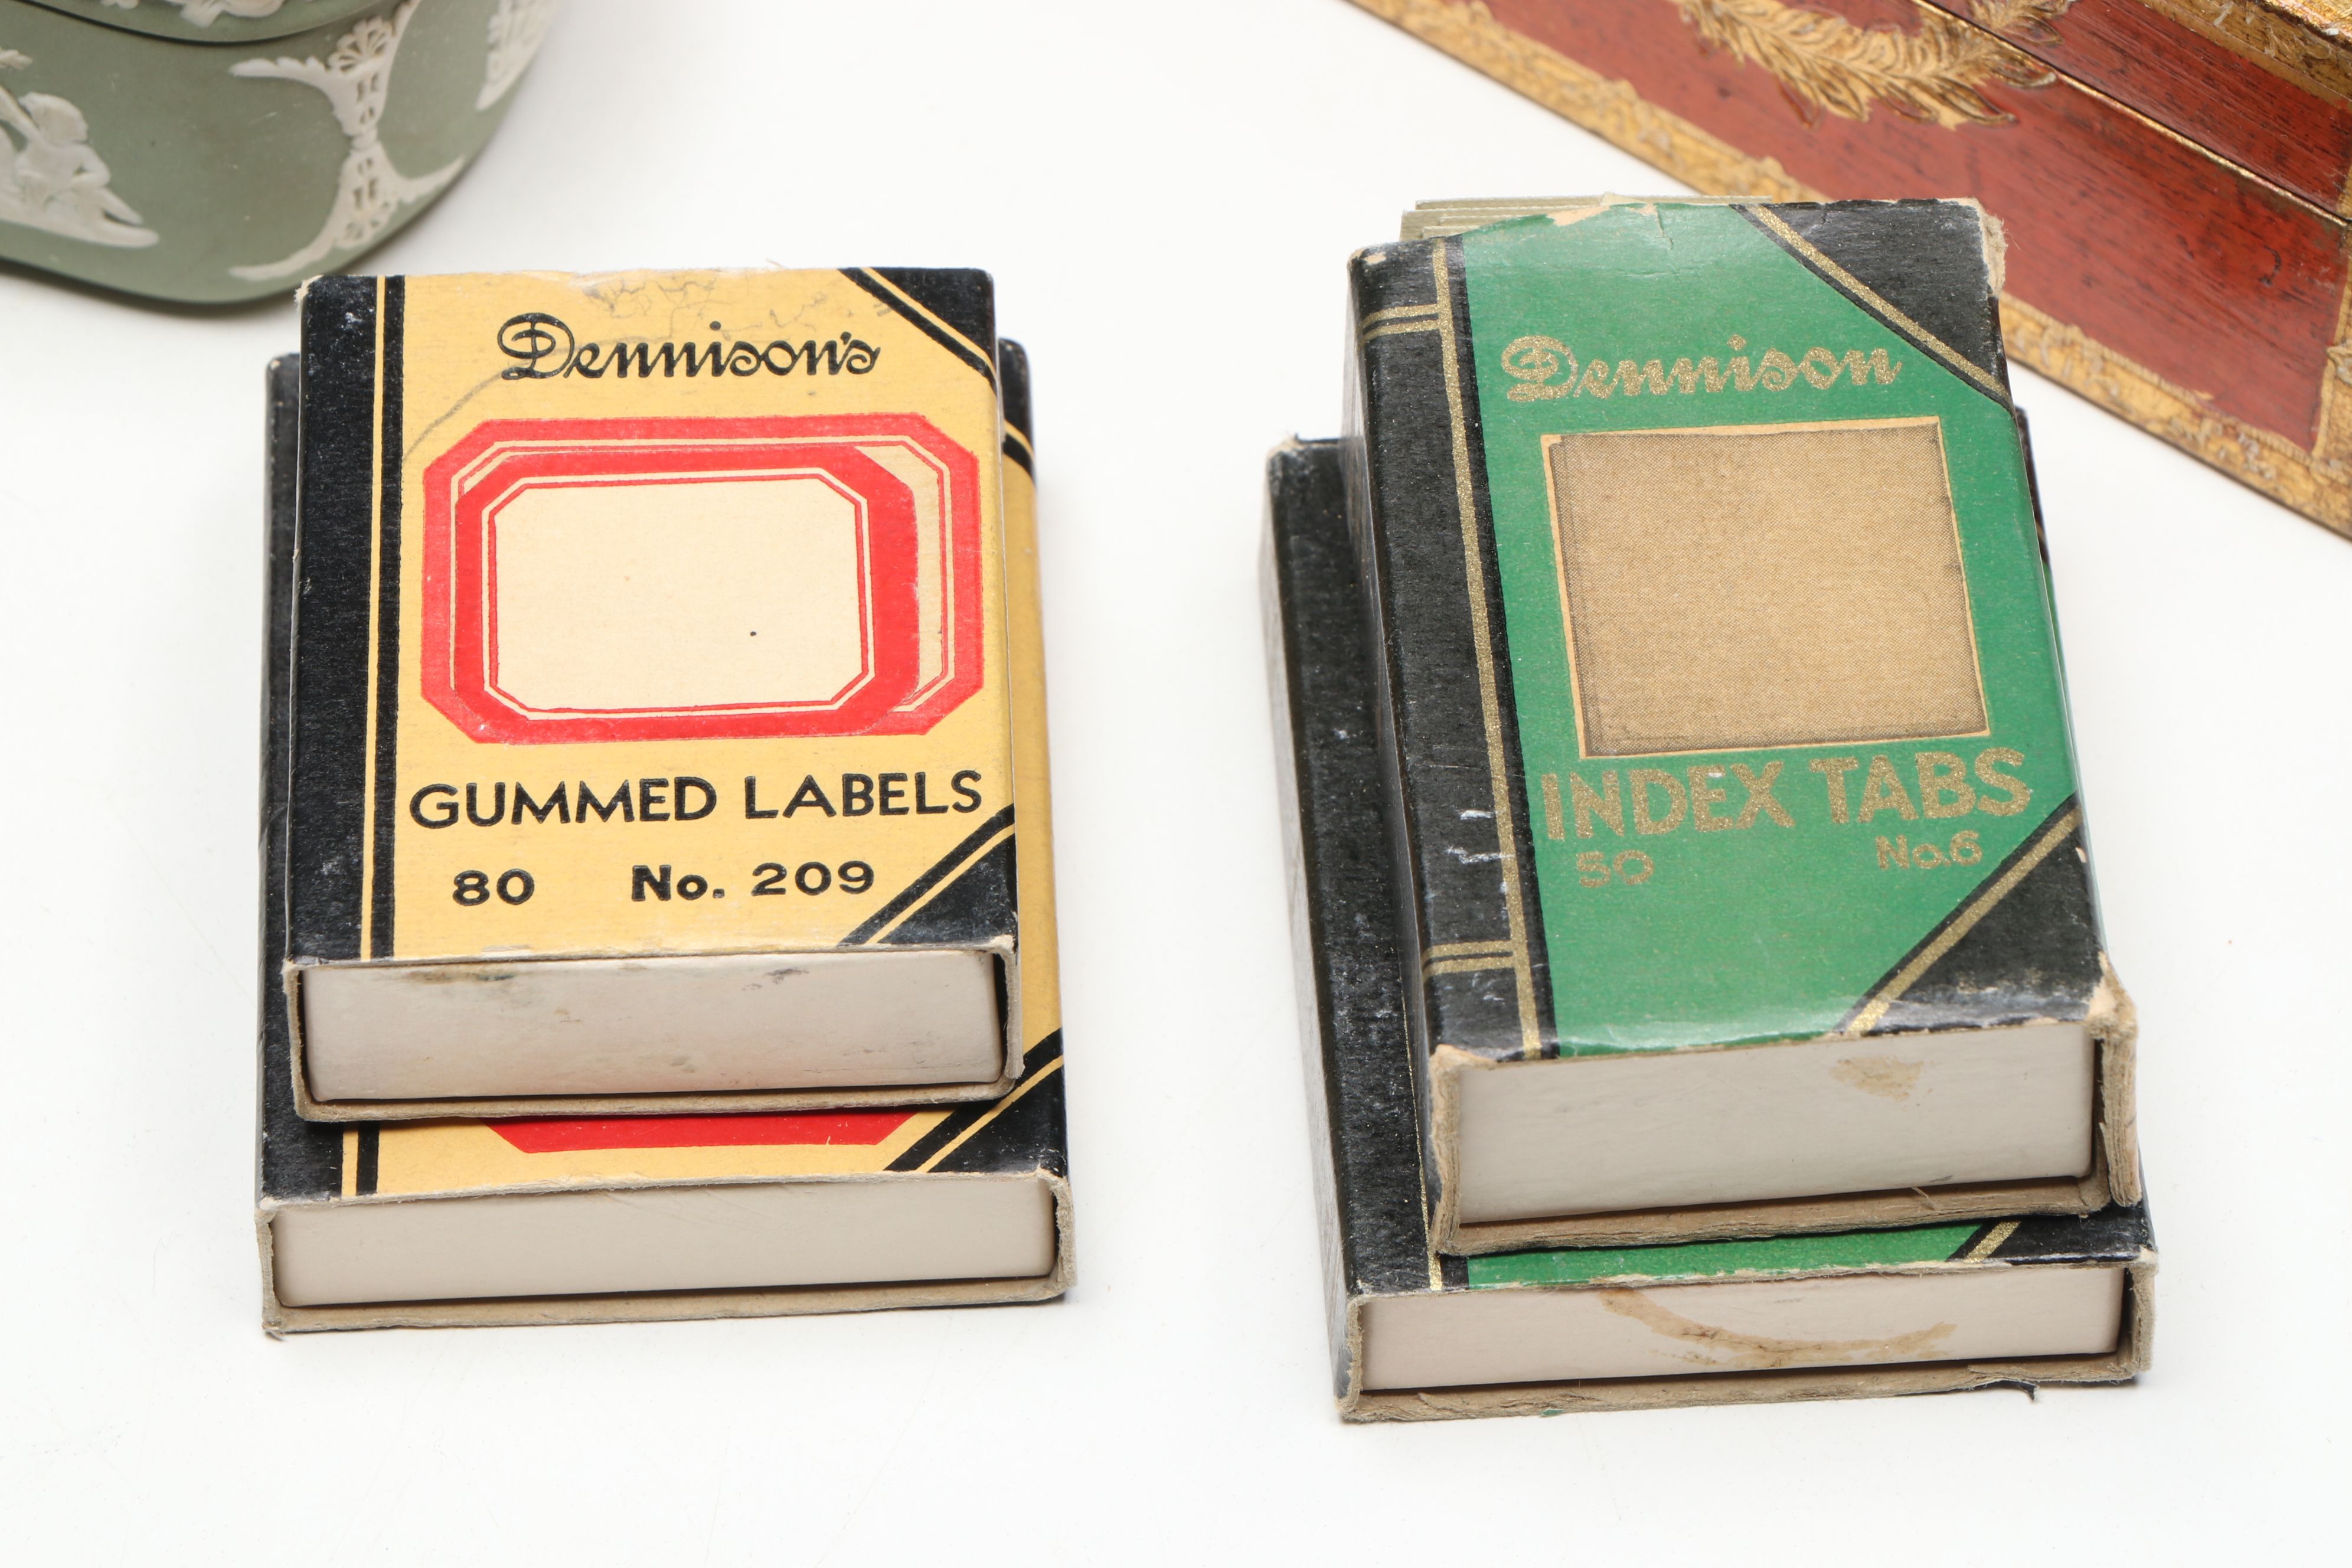 Dennison's
GUMMED LABELS
80 No. 209
Dennison
INDEX TABS
50 No.6